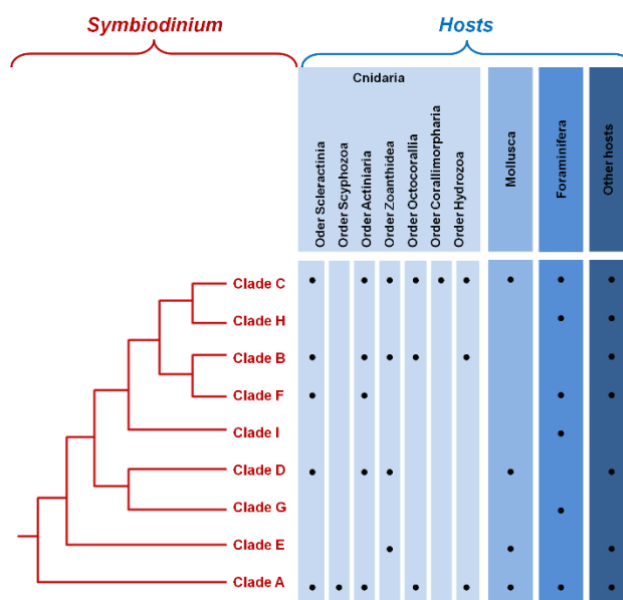 Symbiodinium
Hosts
Cnidaria
Oder Scleractinia
Order Scyphozoa
Order Actiniaria
Order Zoanthidea
Order Octocorallia
Order Corallimorpharia
Order Hydrozoa
Mollusca
Foraminifera
Other hosts
Clade C
Clade H
Clade B
Clade F
Clade I
Clade D
Clade G
Clade E
Clade A